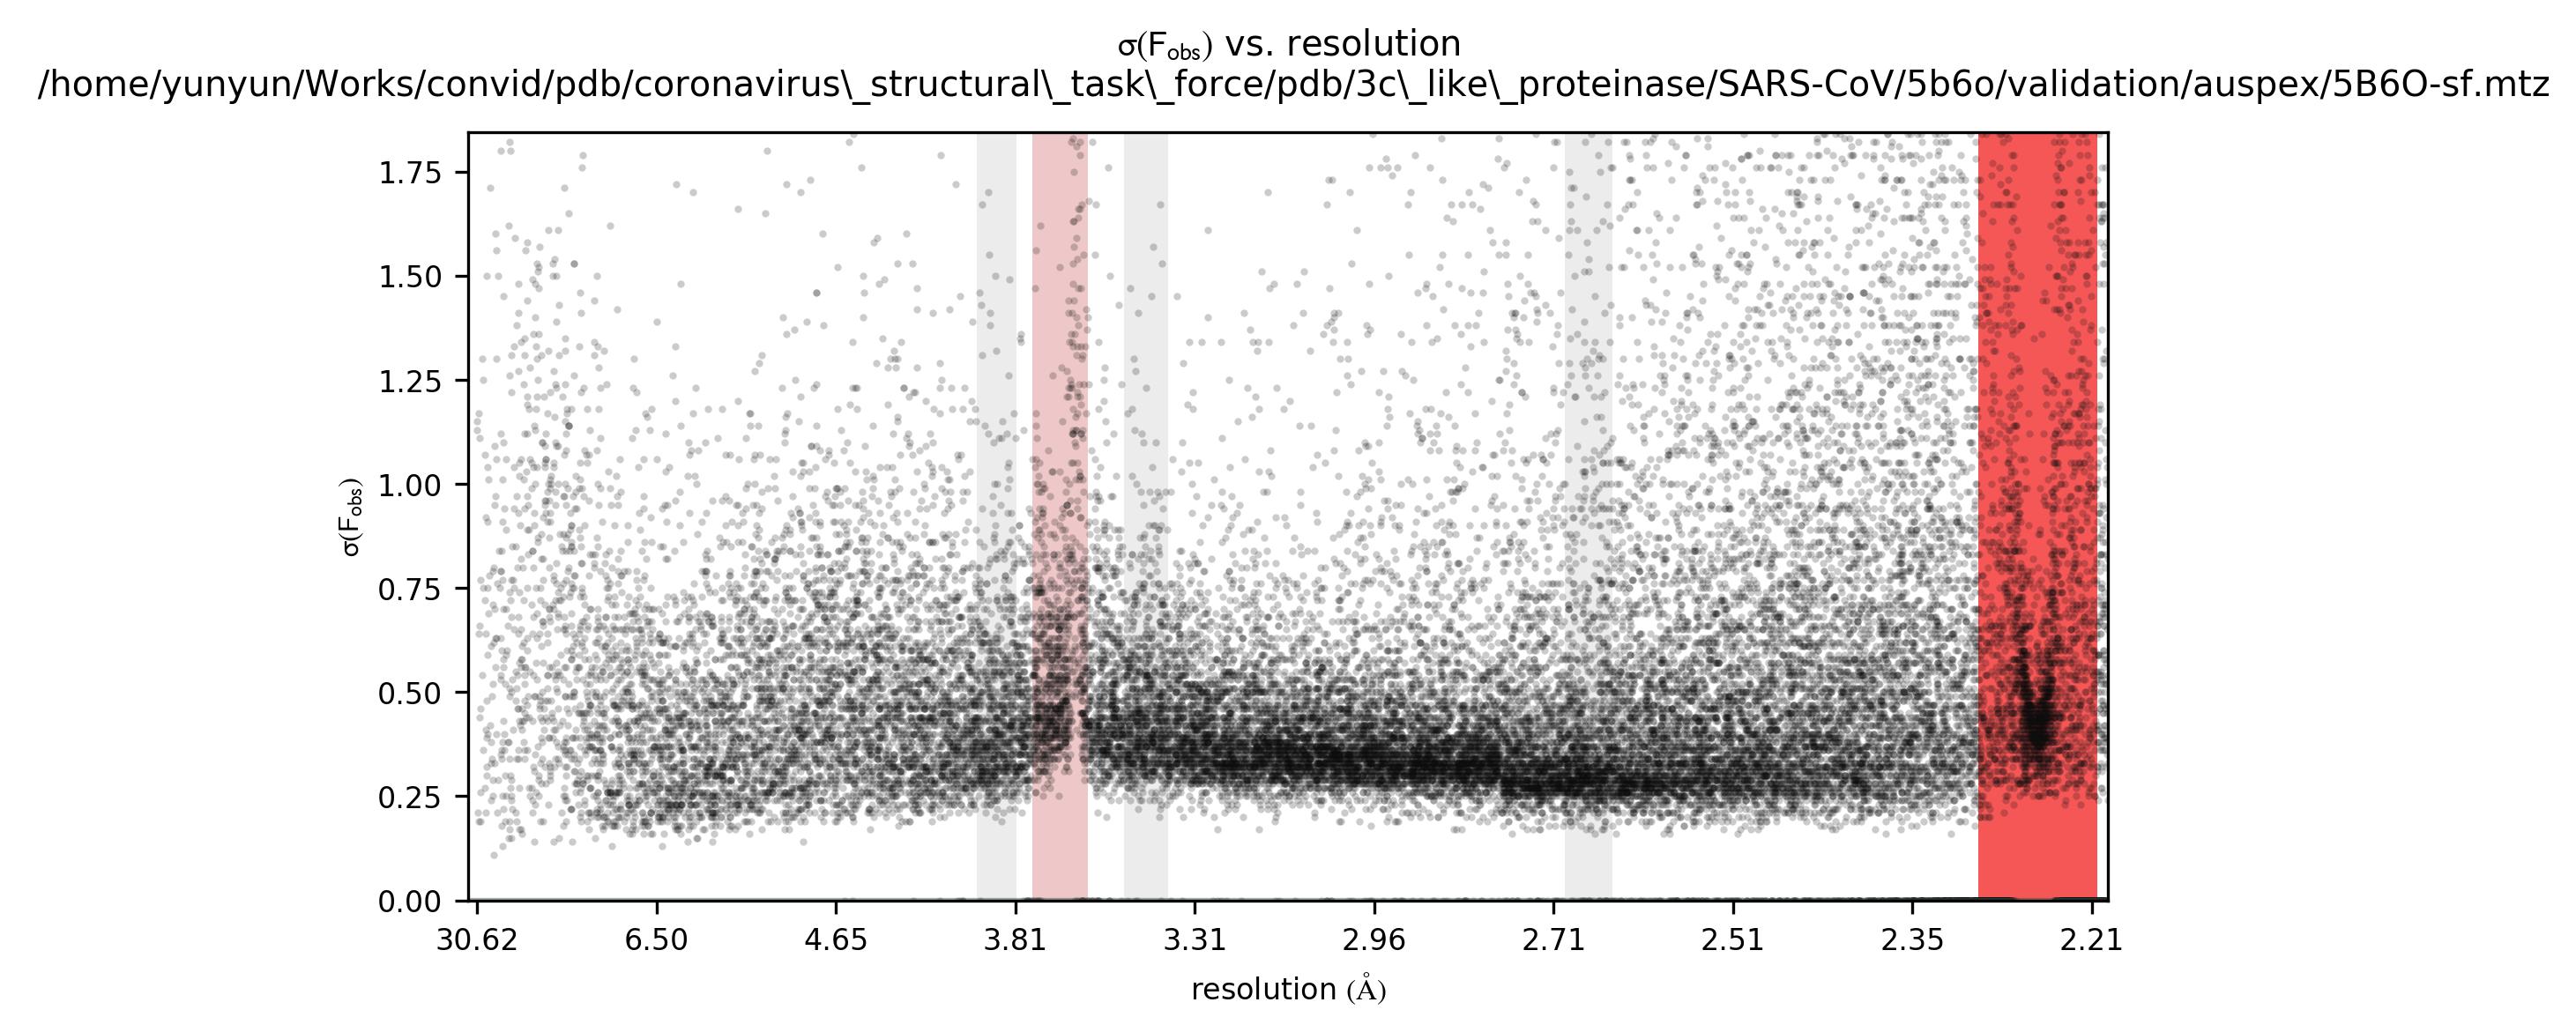 σ(Fobs) vs. resolution
/home/yunyun/Works/convid/pdb/coronavirus\_structural\_task\_force/pdb/3c\_like\_proteinase/SARS-CoV/5b6o/validation/auspex/5B6O-sf.mtz
1.75
1.50
1.25
1.00
0.75
0.50
0.25
0.00
σ(Fobs)
30.62 6.50 4.65 3.81 3.31 2.96 2.71 2.51 2.35 2.21
resolution (Å)